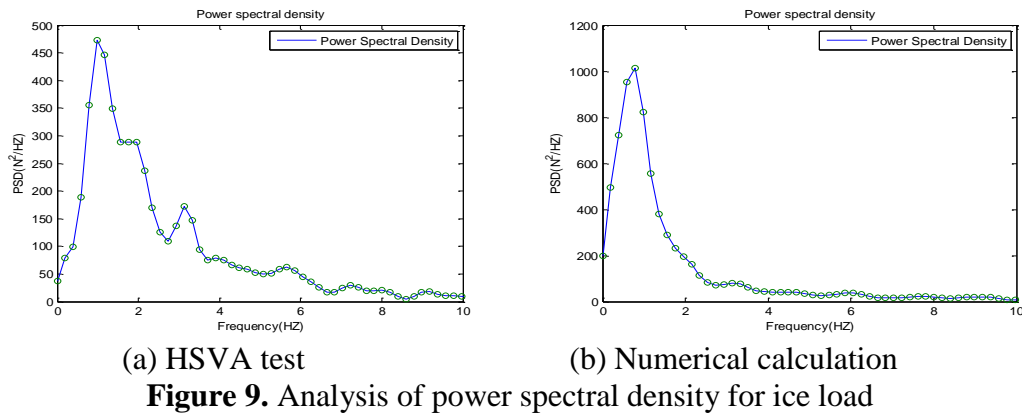 Power spectral density
Power Spectral Density
500
450
400
350
300
250
200
150
100
50
0
PSD(N²/HZ)
0 2 4 6 8 10
Frequency(HZ)
Power spectral density
Power Spectral Density
1200
1000
800
600
400
200
0
PSD(N²/HZ)
0 2 4 6 8 10
Frequency(HZ)
(a) HSVA test
(b) Numerical calculation
Figure 9. Analysis of power spectral density for ice load